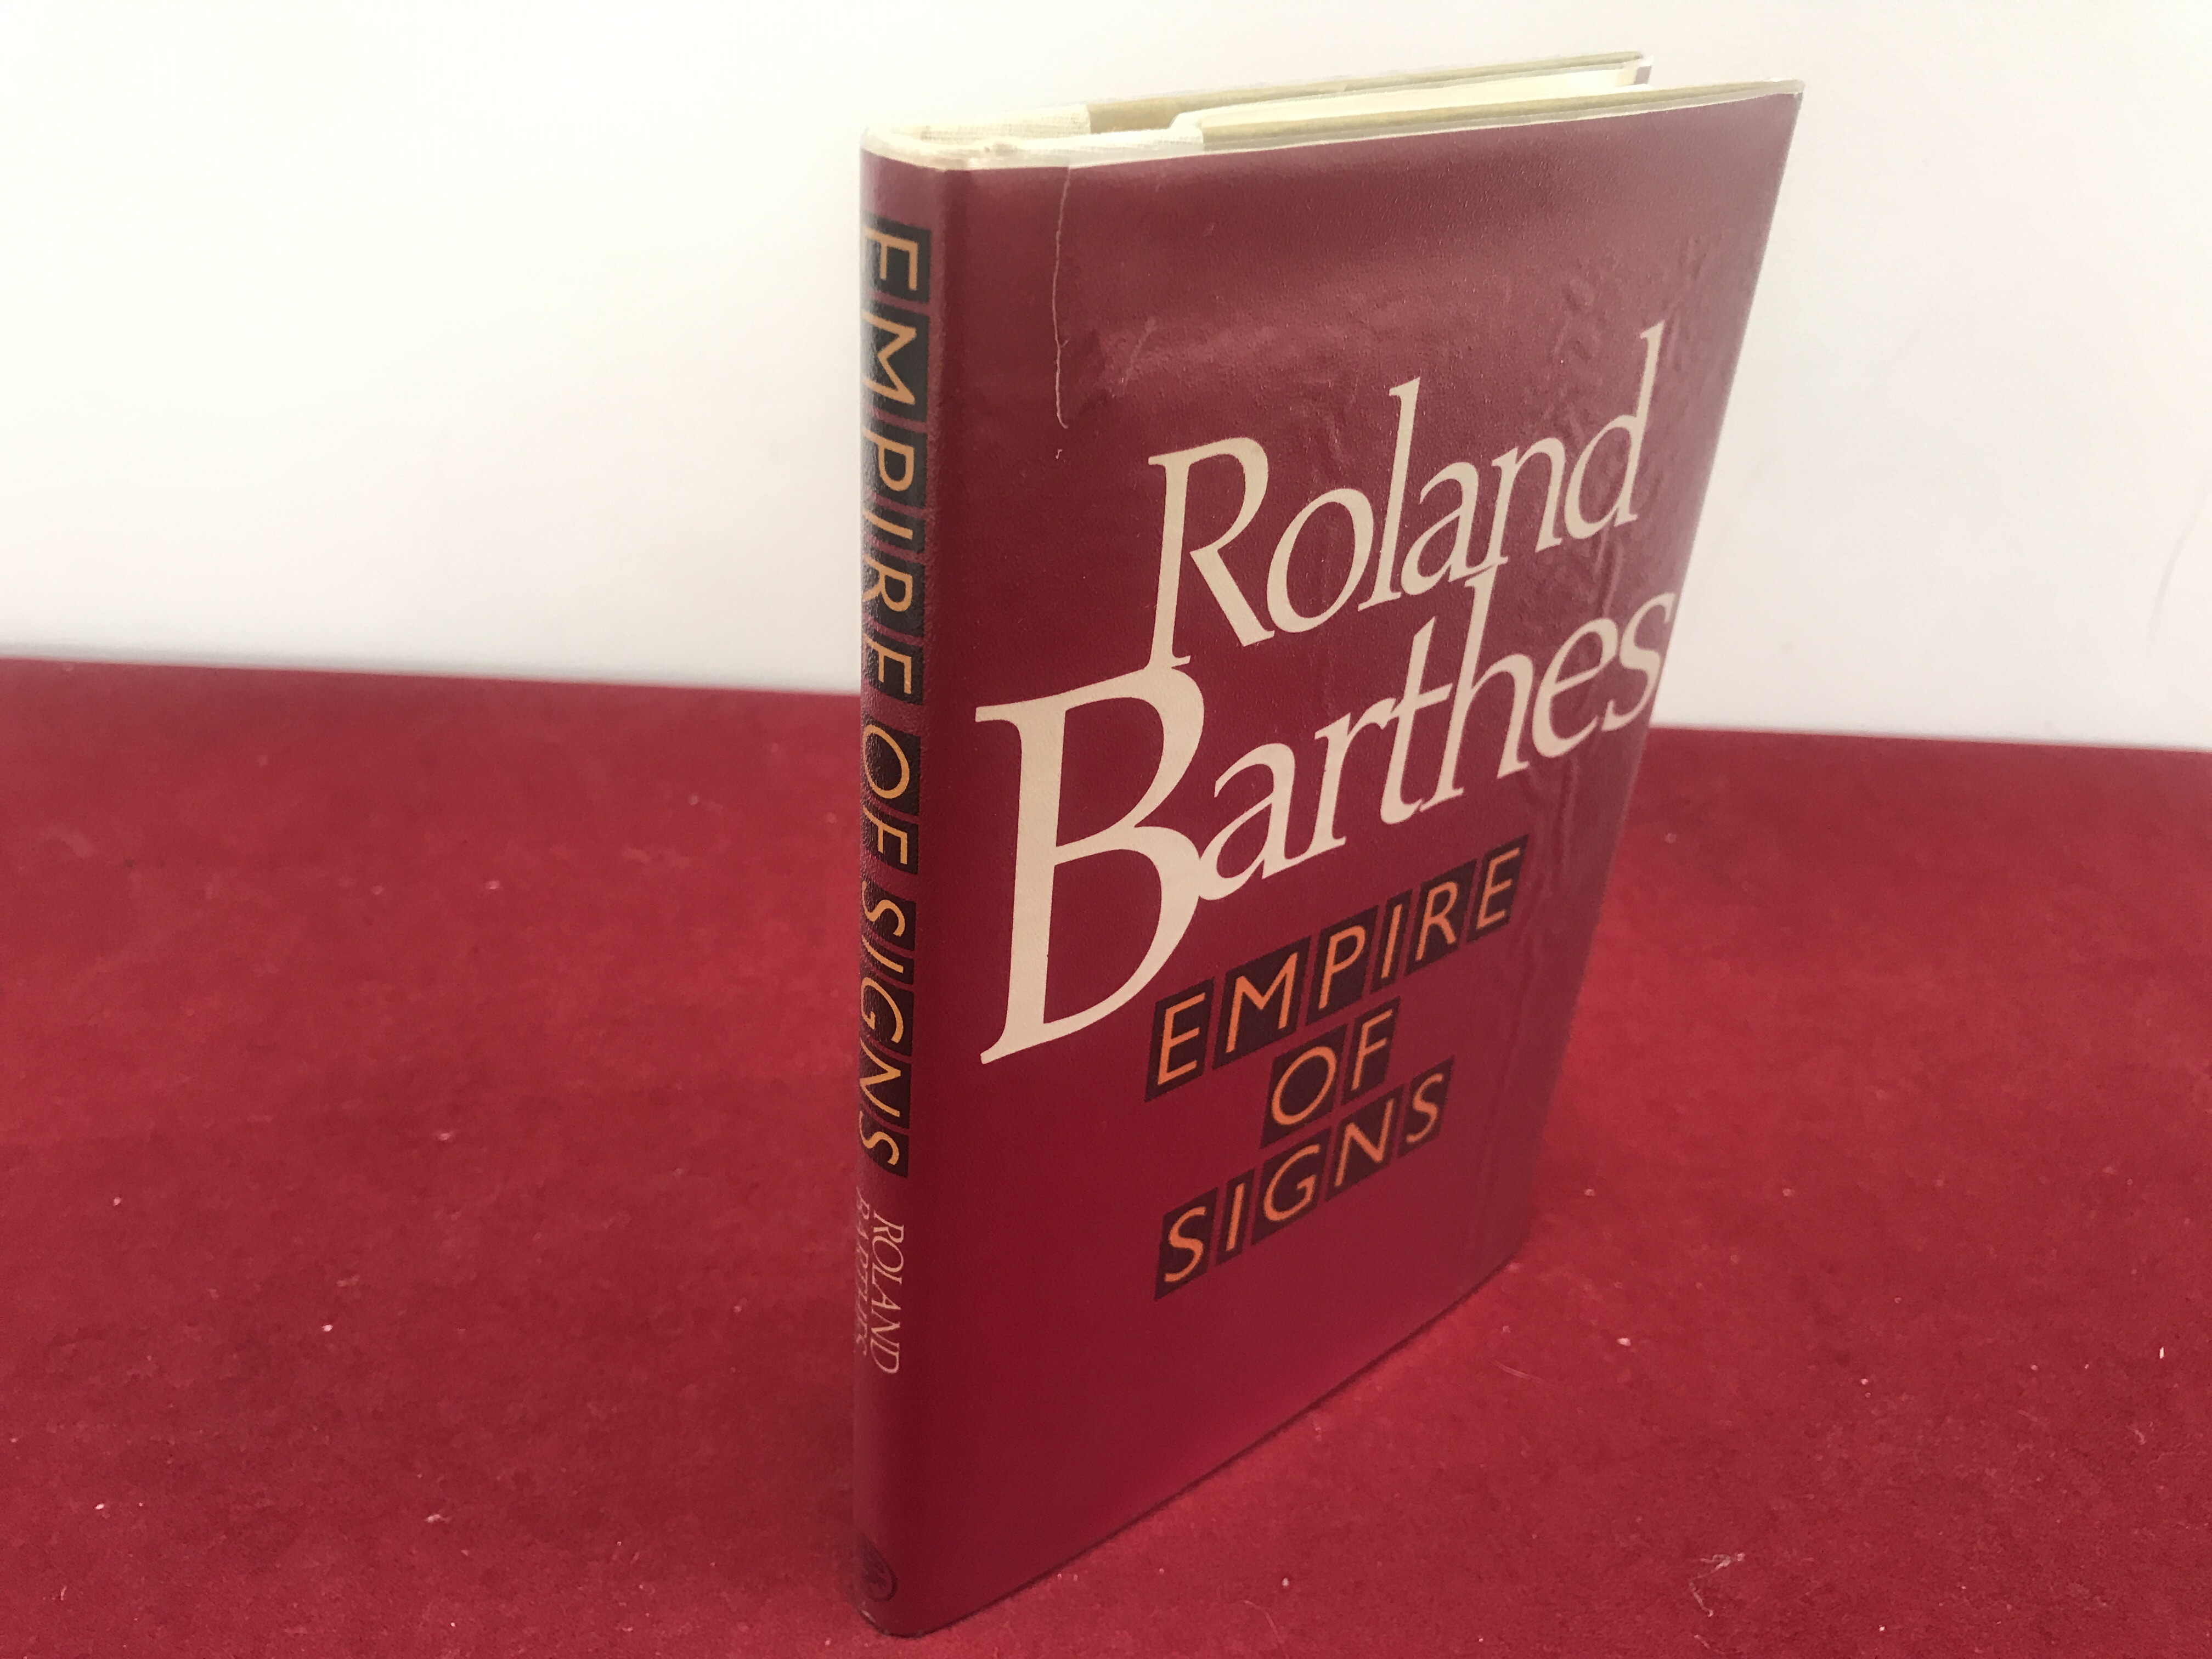 EMPIRE OF SIGNS
ROLAND
BARTHES
Roland
Barthes
EMPIRE
OF
SIGNS